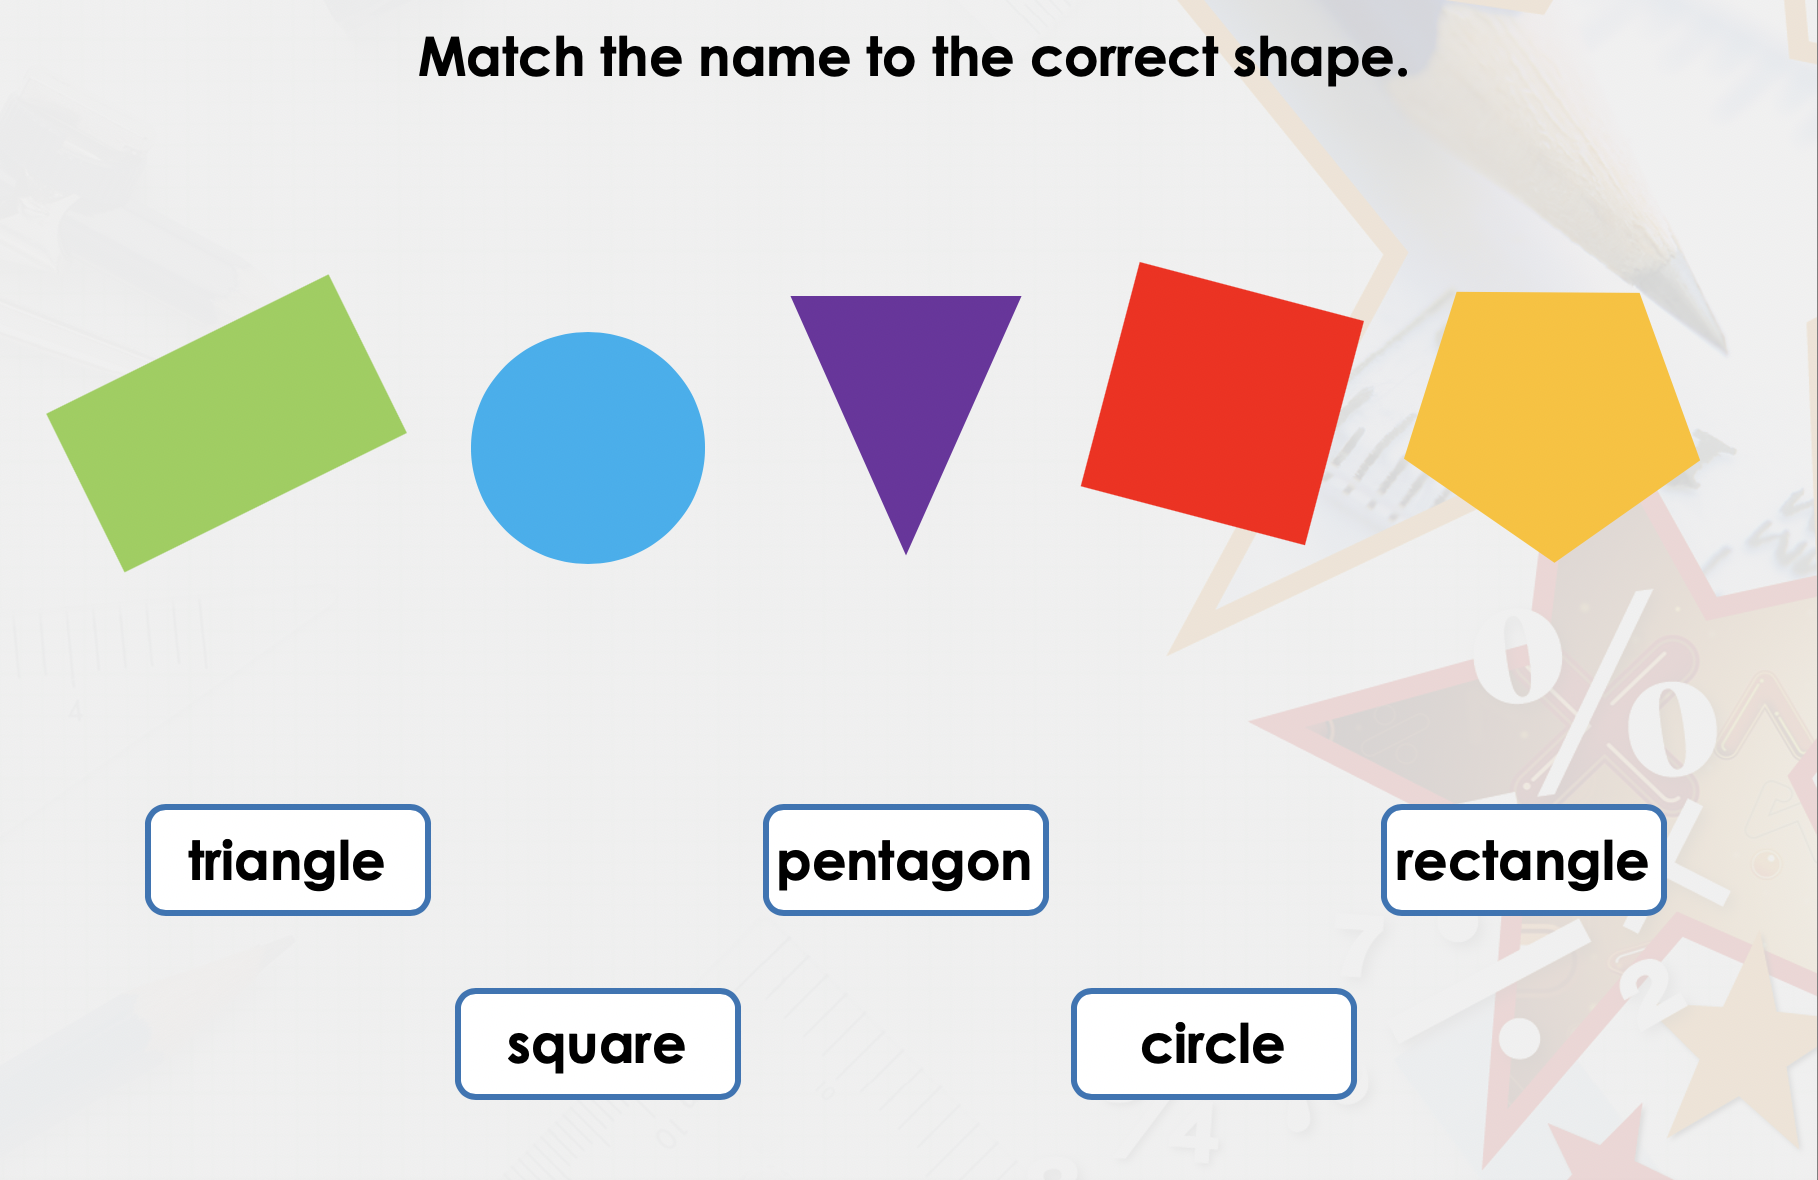 Match the name to the correct shape.
triangle
pentagon
rectangle
square
circle